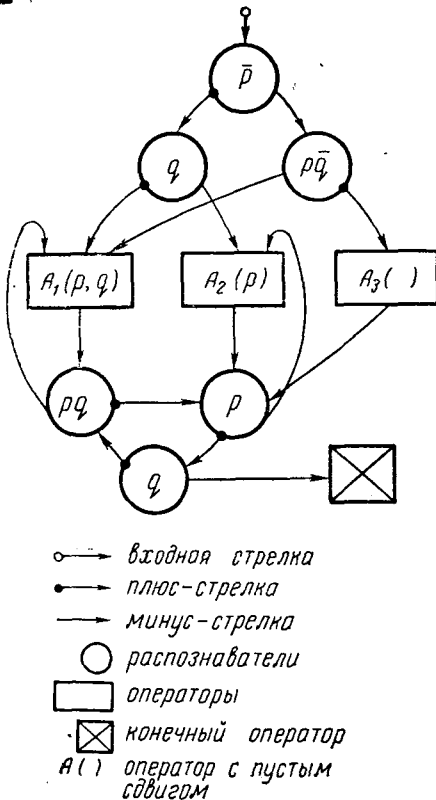 p̄
q
pq̄
A₁(p,q)
A₂(p)
A₃( )
pq
p
q
входная стрелка
плюс-стрелка
минус-стрелка
распознаватели
операторы
конечный оператор
A( ) оператор с пустым
сдвигом